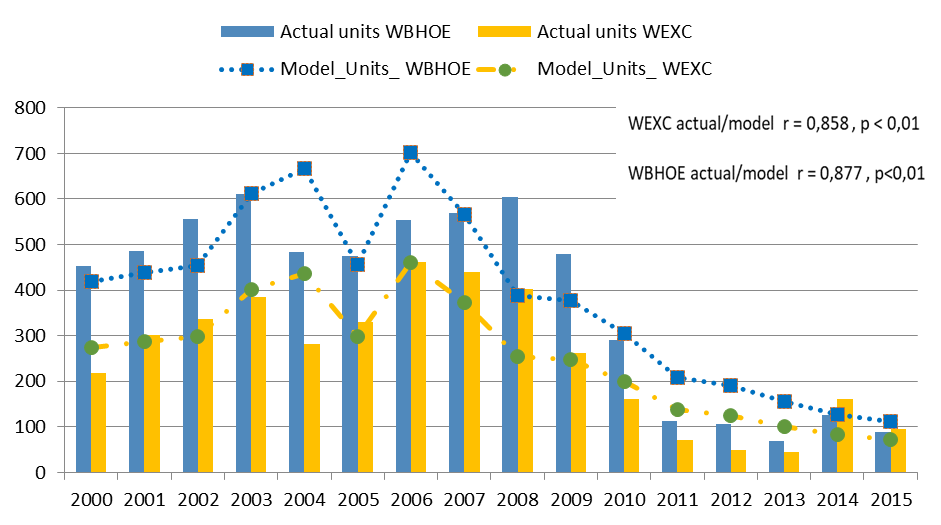 Actual units WBHOE Actual units WEXC
Model_Units_ WBHOE Model_Units_ WEXC
WEXC actual/model r = 0,858 , p < 0,01
WBHOE actual/model r = 0,877 , p<0,01
800
700
600
500
400
300
200
100
0
2000 2001 2002 2003 2004 2005 2006 2007 2008 2009 2010 2011 2012 2013 2014 2015